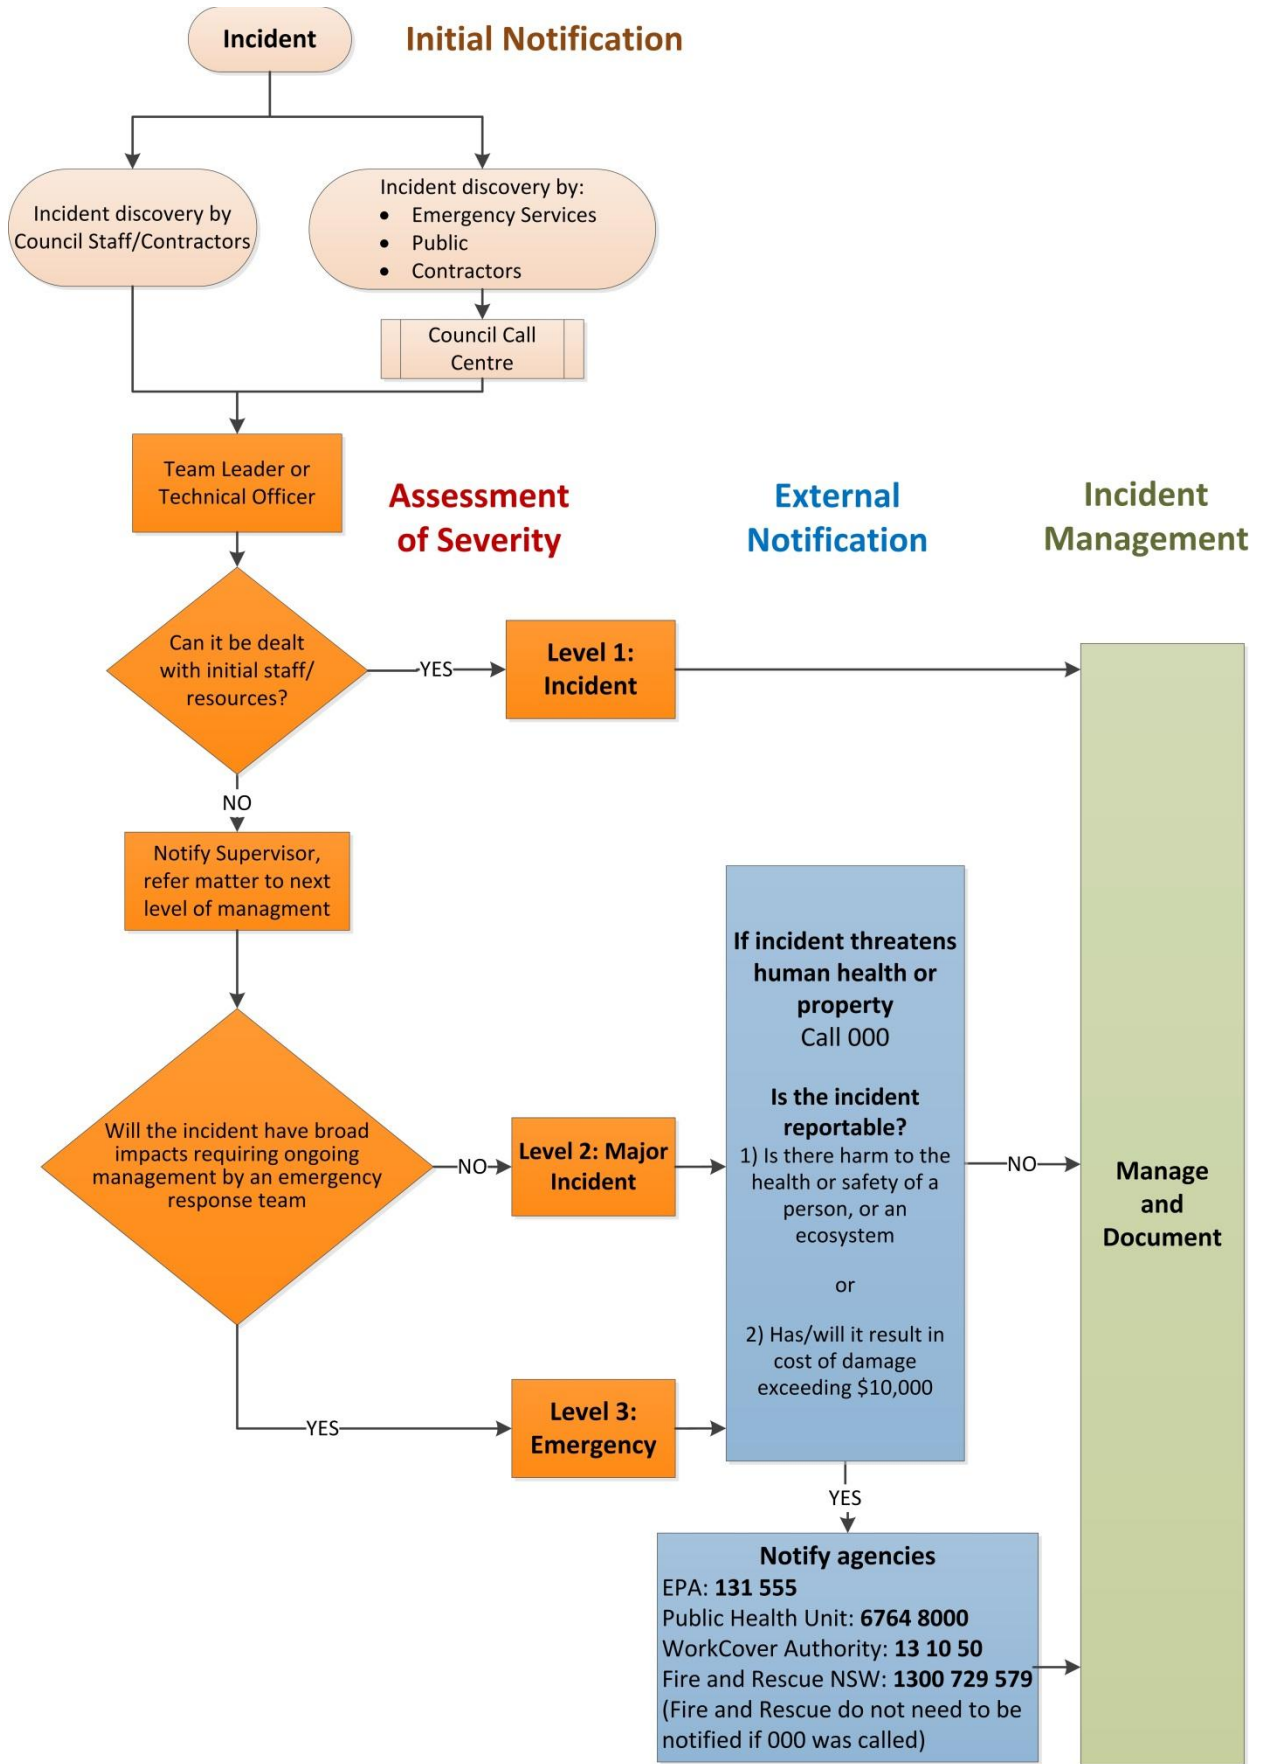 Incident
Initial Notification
Incident discovery by
Council Staff/Contractors
Incident discovery by:
• Emergency Services
• Public
• Contractors
Council Call
Centre
Team Leader or
Technical Officer
Assessment
of Severity
External
Notification
Incident
Management
Can it be dealt
with initial staff/
resources?
YES
Level 1:
Incident
NO
Notify Supervisor,
refer matter to next
level of managment
Will the incident have broad
impacts requiring ongoing
management by an emergency
response team
NO
Level 2: Major
Incident
YES
Level 3:
Emergency
If incident threatens
human health or
property
Call 000
Is the incident
reportable?
1) Is there harm to the
health or safety of a
person, or an
ecosystem
or
2) Has/will it result in
cost of damage
exceeding $10,000
NO
YES
Manage
and
Document
Notify agencies
EPA: 131 555
Public Health Unit: 6764 8000
WorkCover Authority: 13 10 50
Fire and Rescue NSW: 1300 729 579
(Fire and Rescue do not need to be
notified if 000 was called)